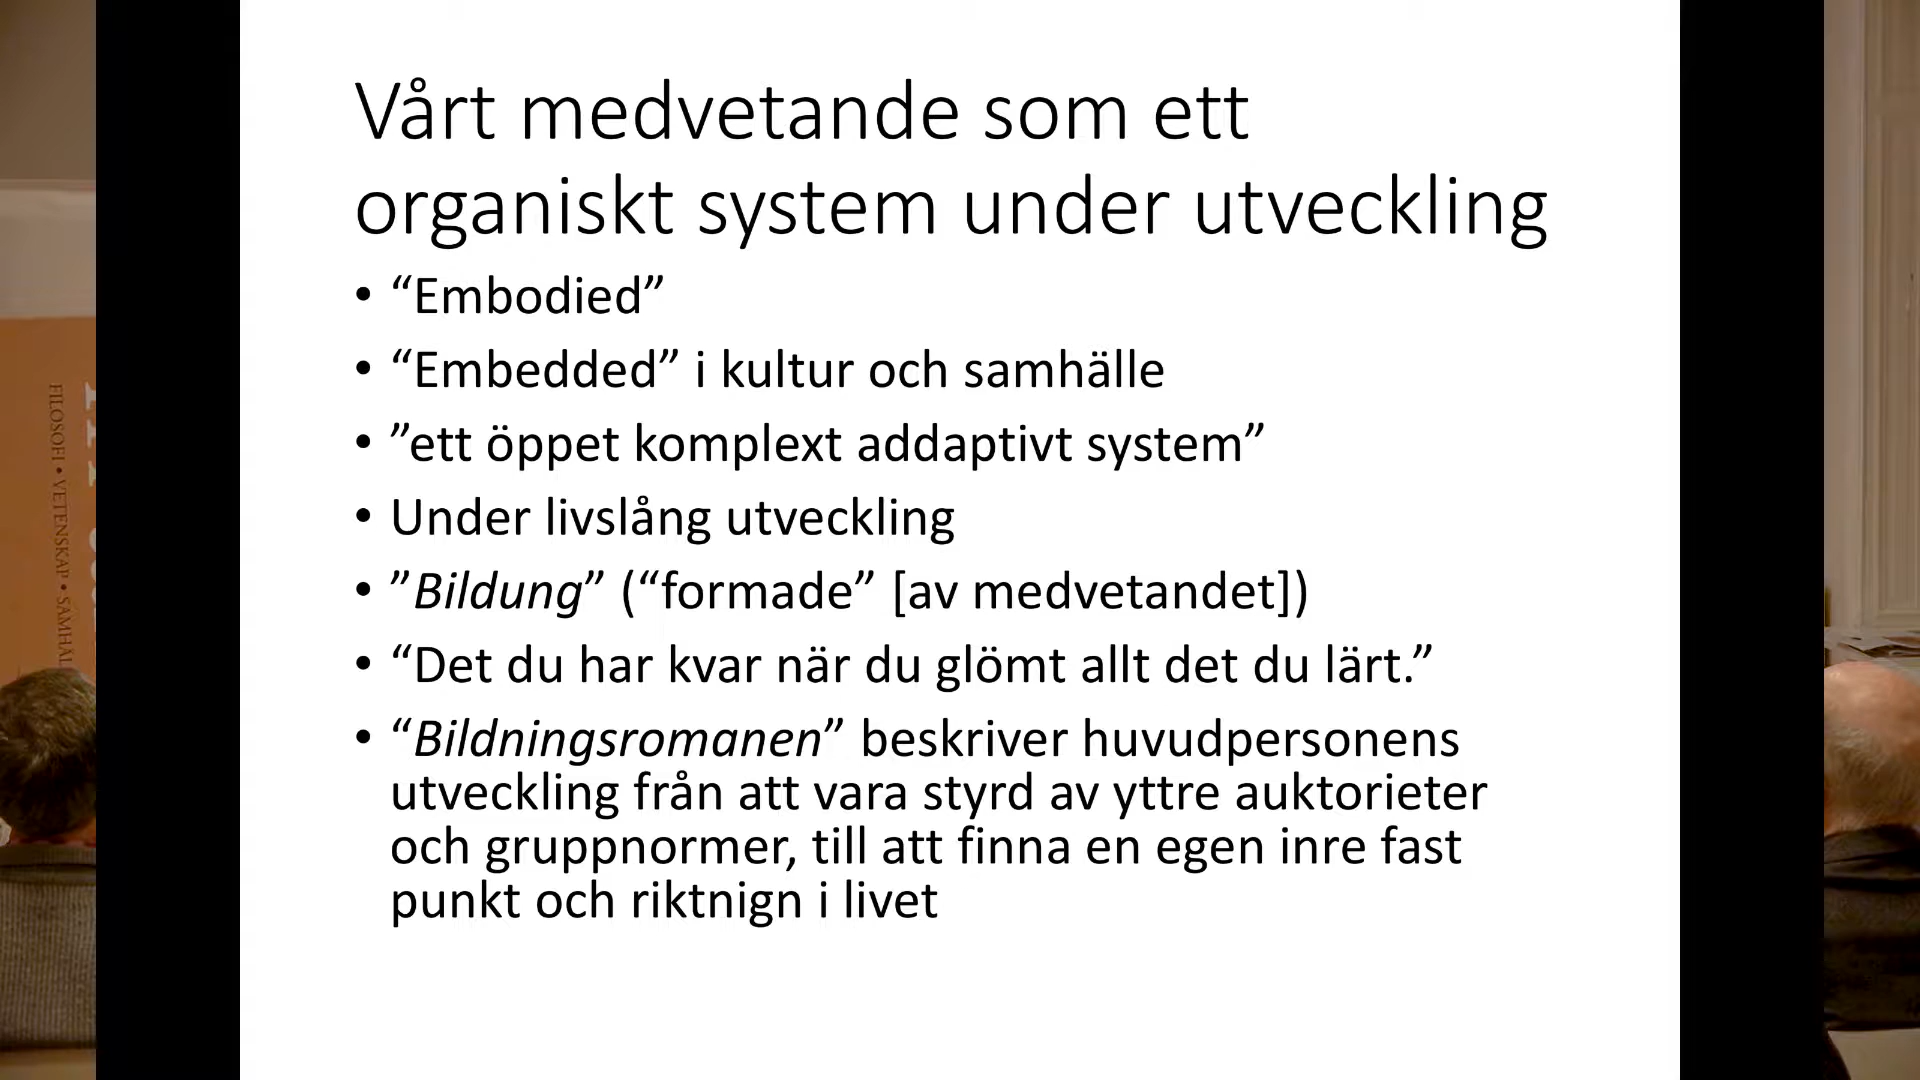 Vårt medvetande som ett
organiskt system under utveckling
• “Embodied”
• “Embedded” i kultur och samhälle
• ”ett öppet komplext addaptivt system”
• Under livslång utveckling
• ”Bildung” (“formade” [av medvetandet])
• “Det du har kvar när du glömt allt det du lärt.”
• “Bildningsromanen” beskriver huvudpersonens
utveckling från att vara styrd av yttre auktorieter
och gruppnormer, till att finna en egen inre fast
punkt och riktnign i livet
FILOSOFI • VETENSKAP •